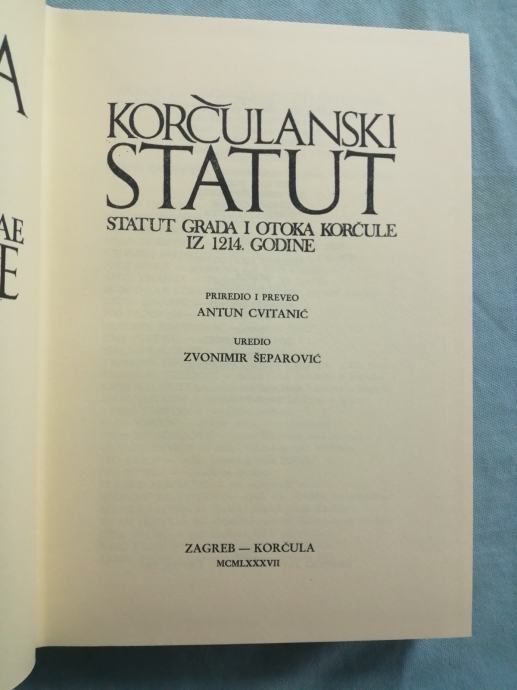 A
AE
E
KORČULANSKI
STATUT
STATUT GRADA I OTOKA KORČULE
IZ 1214. GODINE
PRIREDIO I PREVEO
ANTUN CVITANIĆ
UREDIO
ZVONIMIR ŠEPAROVIĆ
ZAGREB — KORČULA
MCMLXXXVII